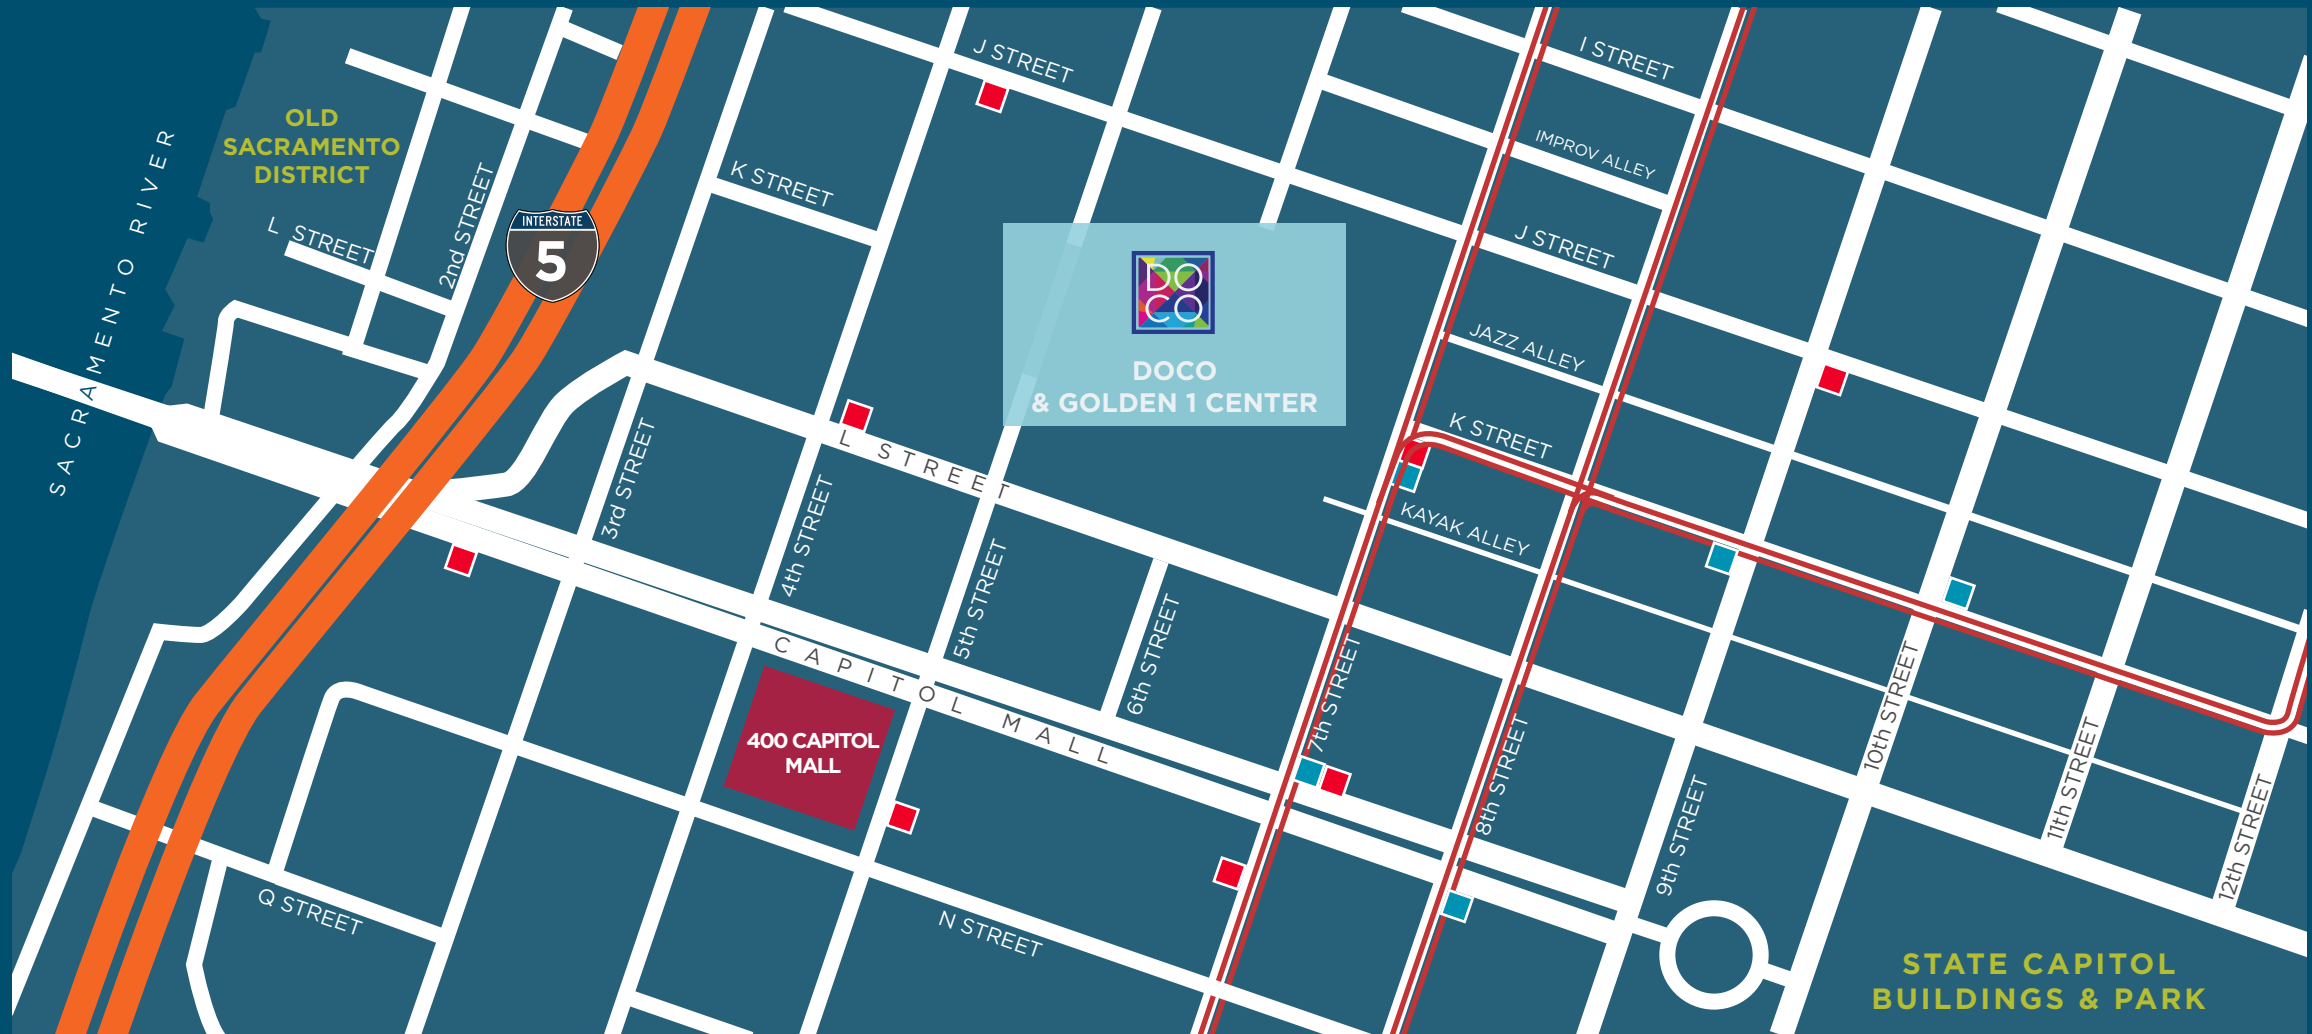 J STREET
I STREET
OLD
SACRAMENTO
DISTRICT
IMPROV ALLEY
SACRAMENTO RIVER
2nd STREET
K STREET
L STREET
INTERSTATE
5
J STREET
DO
CO
DOCO
& GOLDEN 1 CENTER
JAZZ ALLEY
K STREET
L STREET
3rd STREET
4th STREET
KAYAK ALLEY
5th STREET
6th STREET
7th STREET
CAPITOL MALL
10th STREET
400 CAPITOL
MALL
8th STREET
11th STREET
9th STREET
12th STREET
Q STREET
N STREET
STATE CAPITOL
BUILDINGS & PARK